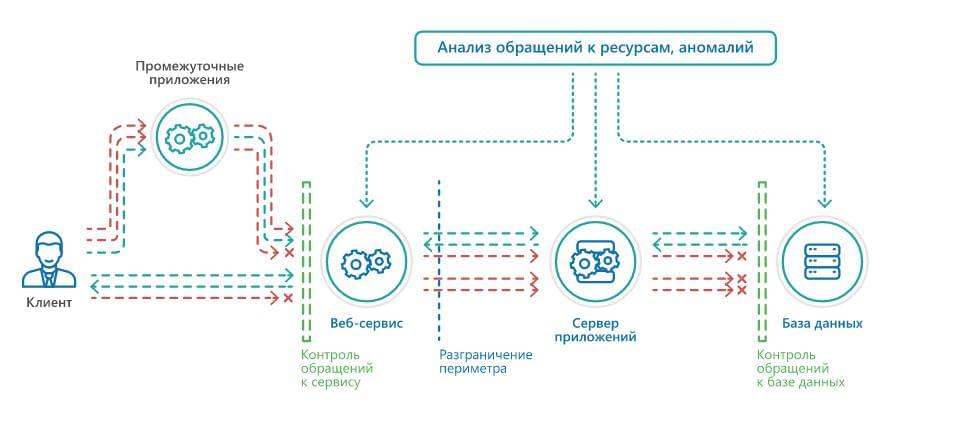 Анализ обращений к ресурсам, аномалий
Промежуточные
приложения
Клиент
Веб-сервис
Сервер
приложений
База данных
Контроль
обращений
к сервису
Разграничение
периметра
Контроль
обращений
к базе данных